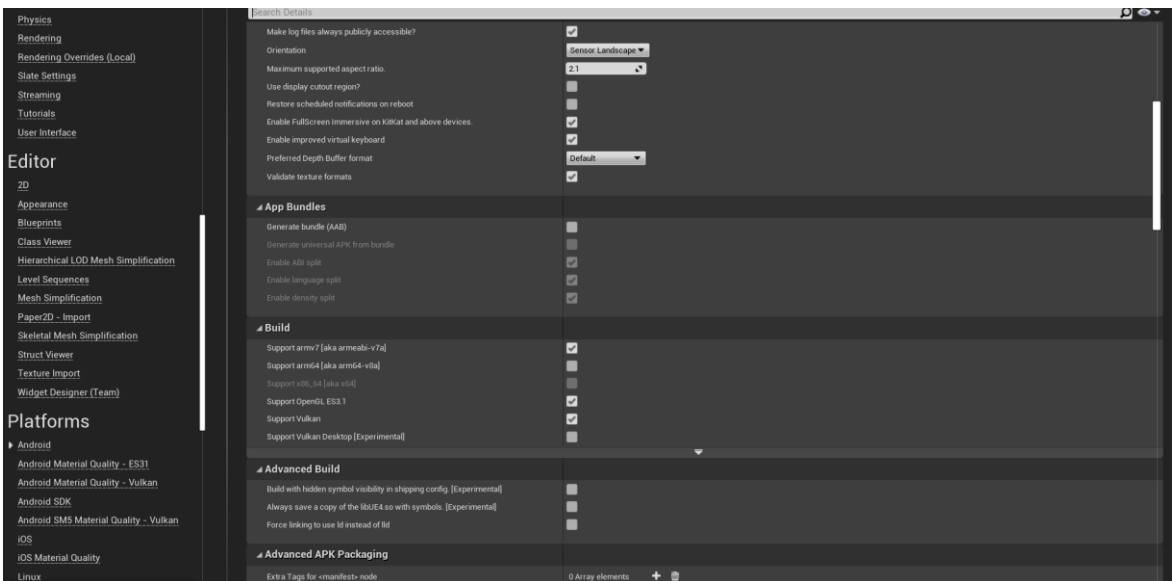 Physics
Rendering
Rendering Overrides (Local)
Slate Settings
Streaming
Tutorials
User Interface
Editor
2D
Appearance
Blueprints
Class Viewer
Hierarchical LOD Mesh Simplification
Level Sequences
Mesh Simplification
Paper2D - Import
Skeletal Mesh Simplification
Struct Viewer
Texture Import
Widget Designer (Team)
Platforms
Android
Android Material Quality - ES31
Android Material Quality - Vulkan
Android SDK
Android SM5 Material Quality - Vulkan
iOS
iOS Material Quality
Linux
Search Details
Make log files always publicly accessible?
Orientation Sensor Landscape
Maximum supported aspect ratio. 2.1
Use display cutout region?
Restore scheduled notifications on reboot
Enable FullScreen Immersive on KitKat and above devices.
Enable improved virtual keyboard
Preferred Depth Buffer format Default
Validate texture formats
App Bundles
Generate bundle (AAB)
Generate universal APK from bundle
Enable ABI split
Enable language split
Enable density split
Build
Support armv7 [aka armeabi-v7a]
Support arm64 [aka arm64-v8a]
Support x86_64 [aka x64]
Support OpenGL ES3.1
Support Vulkan
Support Vulkan Desktop [Experimental]
Advanced Build
Build with hidden symbol visibility in shipping config. [Experimental]
Always save a copy of the libUE4.so with symbols. [Experimental]
Force linking to use ld instead of lld
Advanced APK Packaging
Extra Tags for <manifest> node 0 Array elements